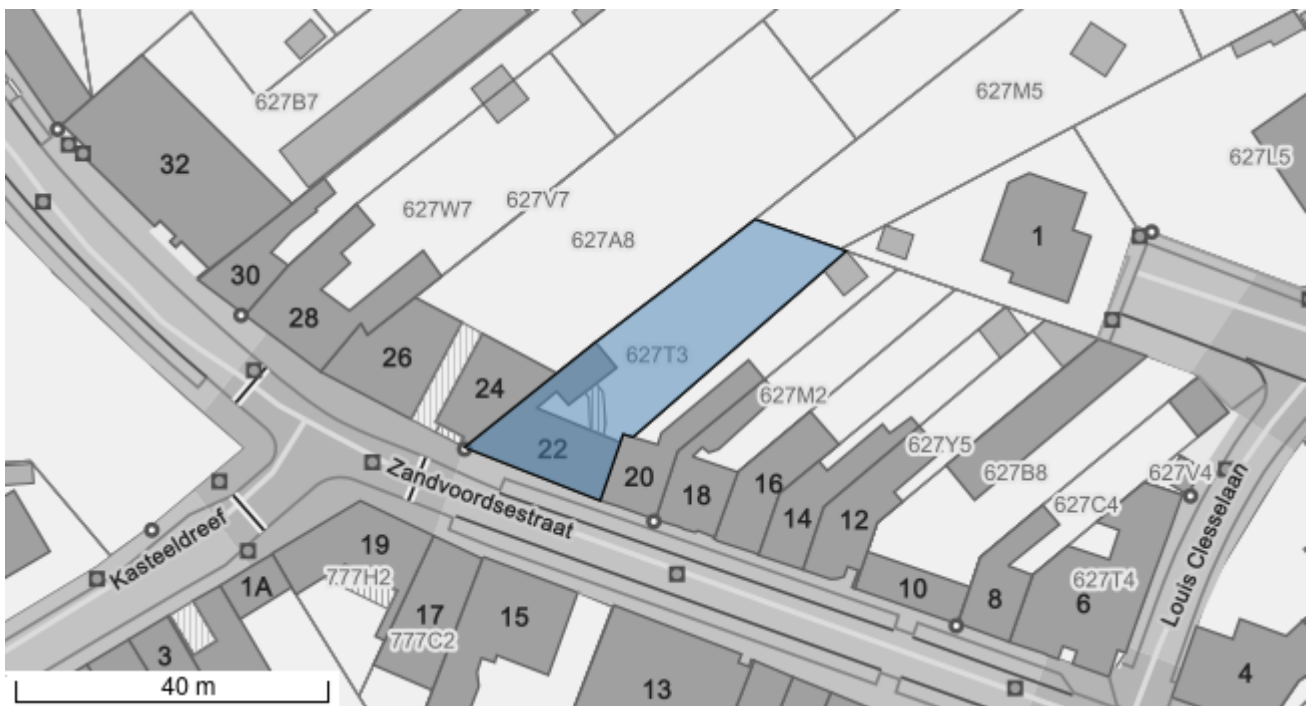 627B7
627M5
627L5
32
627W7
627V7
627A8
1
30
28
627T3
26
24
22
627M2
20
18
16
14
12
627Y5
627B8
627V4
627C4
Zandvoordsestraat
Louis Clesselaan
Kasteeldreef
19
777H2
1A
17
777C2
15
10
8
6
627T4
3
13
4
40 m